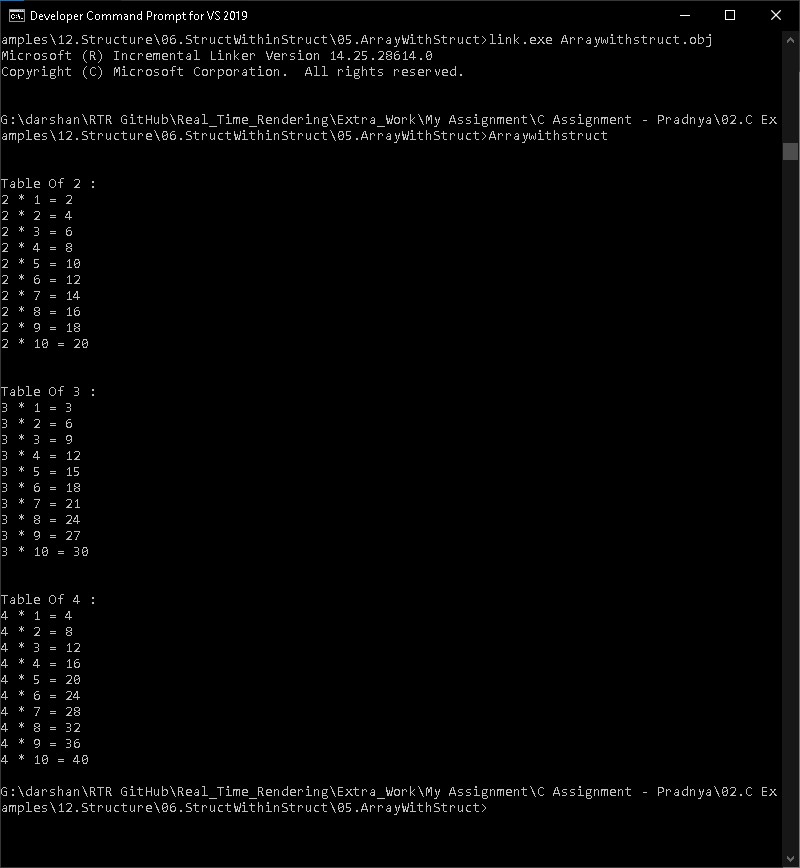 Developer Command Prompt for VS 2019
amples\12.Structure\06.StructWithinStruct\05.ArrayWithStruct>link.exe Arraywithstruct.obj
Microsoft (R) Incremental Linker Version 14.25.28614.0
Copyright (C) Microsoft Corporation.  All rights reserved.
G:\darshan\RTR GitHub\Real_Time_Rendering\Extra_Work\My Assignment\C Assignment - Pradnya\02.C Ex
amples\12.Structure\06.StructWithinStruct\05.ArrayWithStruct>Arraywithstruct
Table Of 2 :
2 * 1 = 2
2 * 2 = 4
2 * 3 = 6
2 * 4 = 8
2 * 5 = 10
2 * 6 = 12
2 * 7 = 14
2 * 8 = 16
2 * 9 = 18
2 * 10 = 20
Table Of 3 :
3 * 1 = 3
3 * 2 = 6
3 * 3 = 9
3 * 4 = 12
3 * 5 = 15
3 * 6 = 18
3 * 7 = 21
3 * 8 = 24
3 * 9 = 27
3 * 10 = 30
Table Of 4 :
4 * 1 = 4
4 * 2 = 8
4 * 3 = 12
4 * 4 = 16
4 * 5 = 20
4 * 6 = 24
4 * 7 = 28
4 * 8 = 32
4 * 9 = 36
4 * 10 = 40
G:\darshan\RTR GitHub\Real_Time_Rendering\Extra_Work\My Assignment\C Assignment - Pradnya\02.C Ex
amples\12.Structure\06.StructWithinStruct\05.ArrayWithStruct>